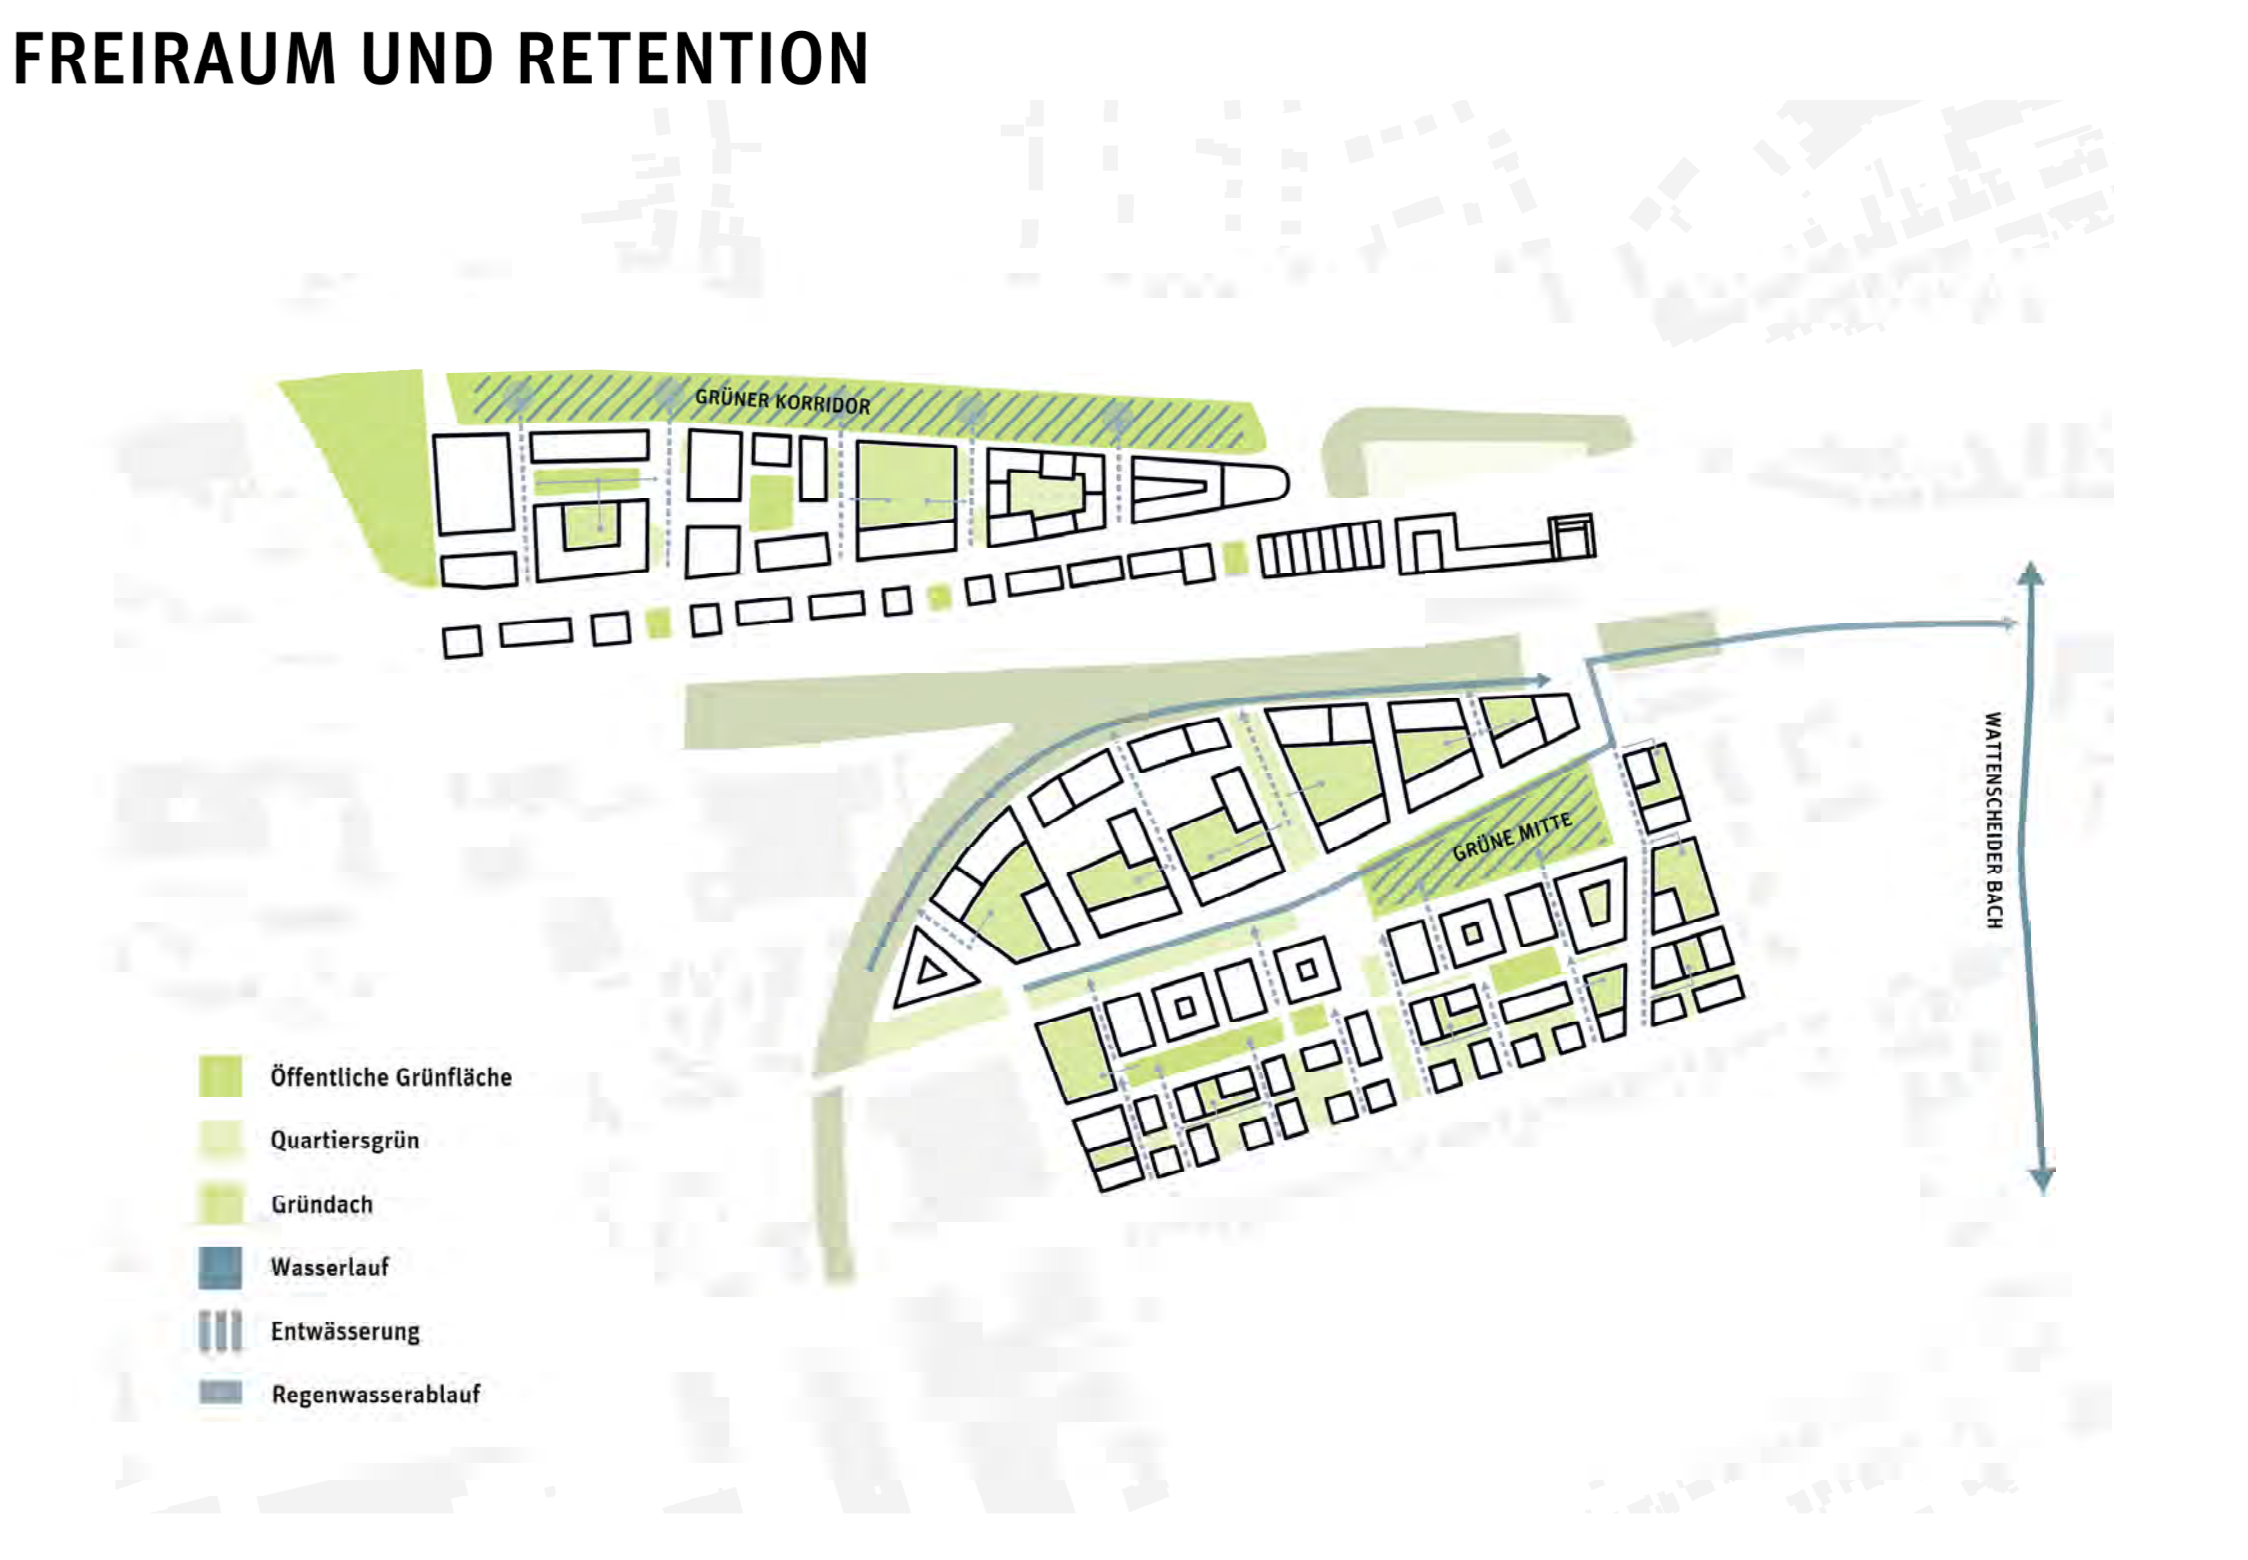 FREIRAUM UND RETENTION
GRÜNER KORRIDOR
WATTENSCHEIDER BACH
GRÜNE MITTE
Öffentliche Grünfläche
Quartiersgrün
Gründach
Wasserlauf
Entwässerung
Regenwasserablauf